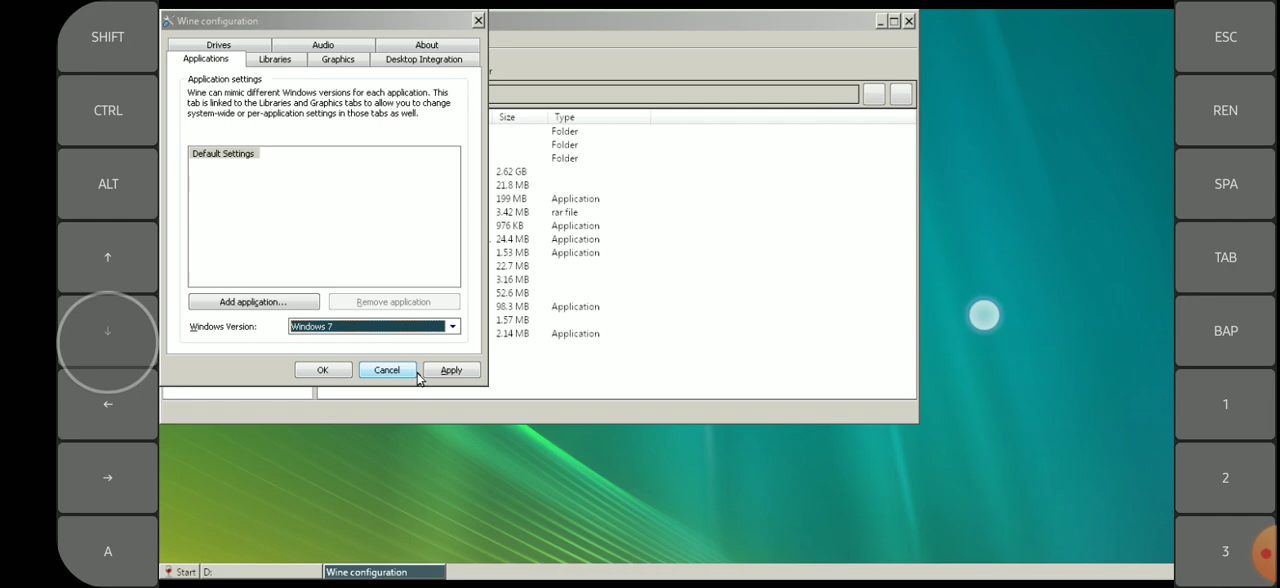 SHIFT
CTRL
ALT
↑
↓
←
→
A
Wine configuration
Drives Audio About
Applications Libraries Graphics Desktop Integration
Application settings
Wine can mimic different Windows versions for each application. This
tab is linked to the Libraries and Graphics tabs to allow you to change
system-wide or per-application settings in those tabs as well.
Default Settings
Add application... Remove application
Windows Version: Windows 7
OK Cancel Apply
r
Size Type
Folder
Folder
Folder
2.62 GB
21.8 MB
199 MB Application
3.42 MB rar file
976 KB Application
24.4 MB Application
1.53 MB Application
22.7 MB
3.16 MB
52.6 MB
98.3 MB Application
1.57 MB
2.14 MB Application
Start D: Wine configuration
ESC
REN
SPA
TAB
BAP
1
2
3